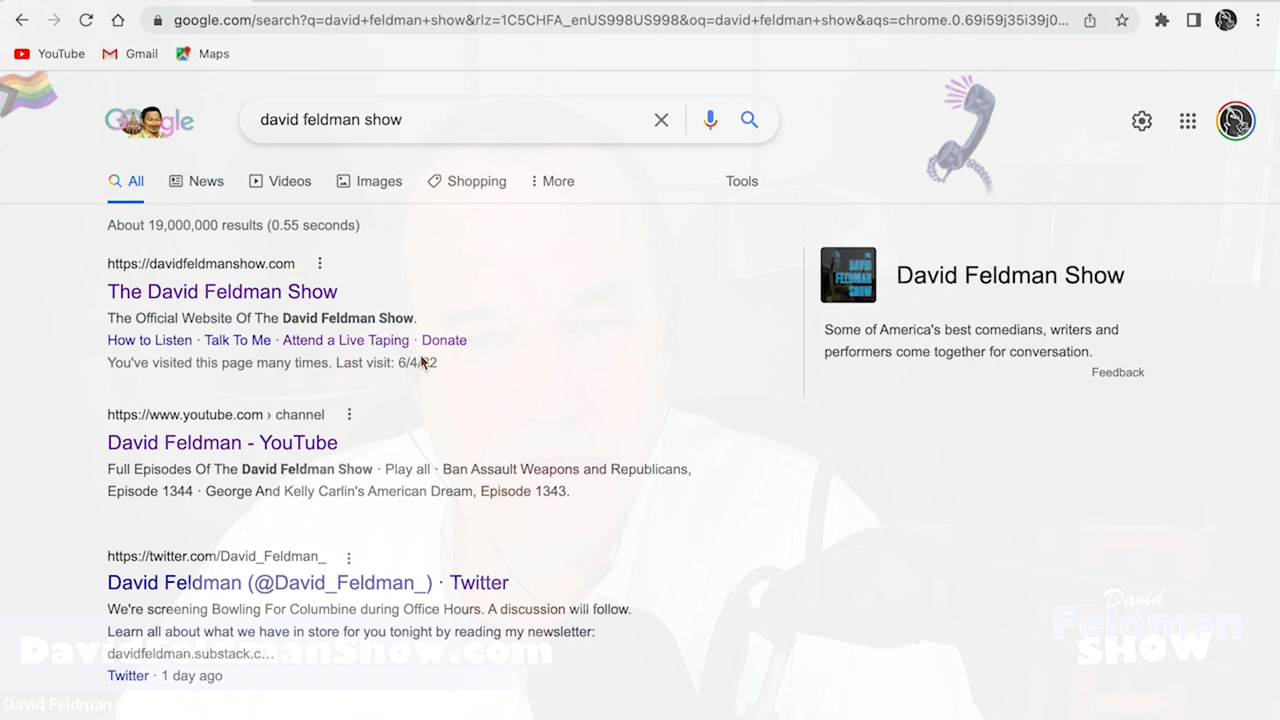 google.com/search?q=david+feldman+show&rlz=1C5CHFA_enUS998US998&oq=david+feldman+show&aqs=chrome.0.69i59j35i39j0...
YouTube Gmail Maps
david feldman show
All News Videos Images Shopping More Tools
About 19,000,000 results (0.55 seconds)
https://davidfeldmanshow.com
The David Feldman Show
The Official Website Of The David Feldman Show.
How to Listen · Talk To Me · Attend a Live Taping · Donate
You've visited this page many times. Last visit: 6/4/22
https://www.youtube.com › channel
David Feldman - YouTube
Full Episodes Of The David Feldman Show · Play all · Ban Assault Weapons and Republicans,
Episode 1344 · George And Kelly Carlin's American Dream, Episode 1343.
https://twitter.com/David_Feldman_
David Feldman (@David_Feldman_) · Twitter
We're screening Bowling For Columbine during Office Hours. A discussion will follow.
Learn all about what we have in store for you tonight by reading my newsletter:
davidfeldman.substack.c...
Twitter · 1 day ago
David Feldman Show
Some of America's best comedians, writers and
performers come together for conversation.
Feedback
DavidFeldmanShow.com
David Feldman
David
Feldman
SHOW